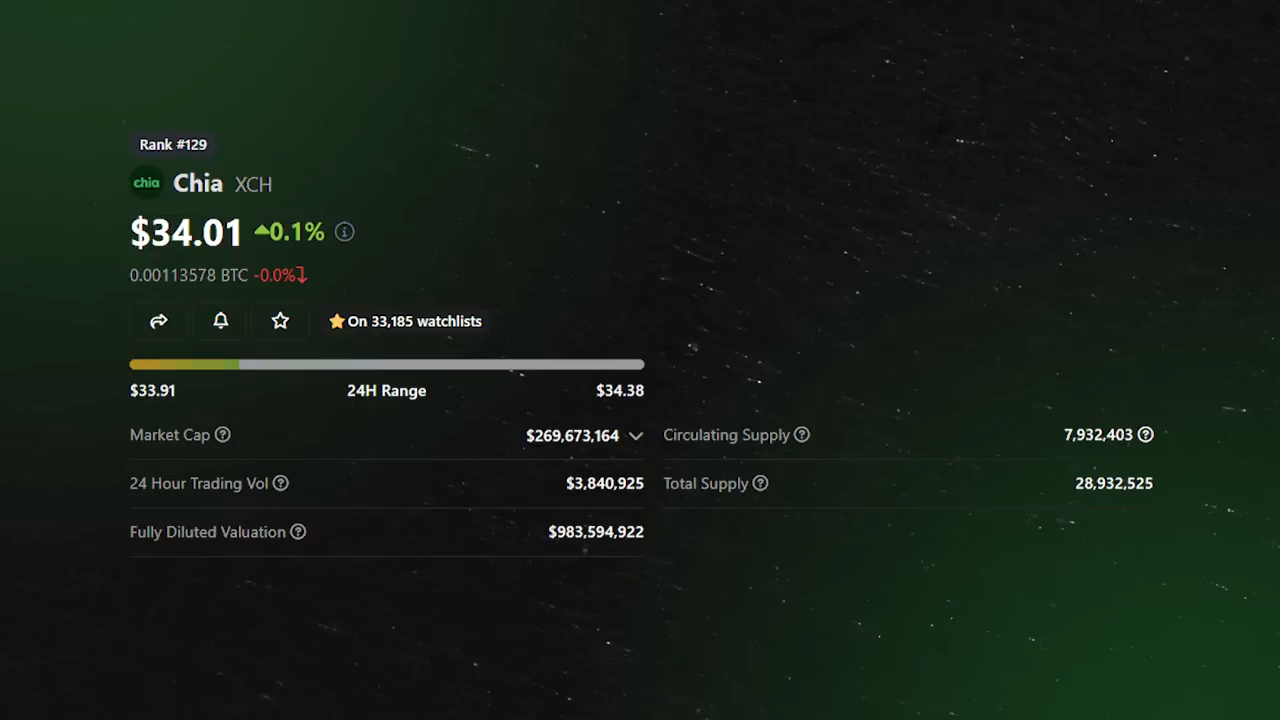 Rank #129
chia Chia XCH
$34.01 0.1%
0.00113578 BTC -0.0%
On 33,185 watchlists
$33.91 24H Range $34.38
Market Cap $269,673,164 Circulating Supply 7,932,403
24 Hour Trading Vol $3,840,925 Total Supply 28,932,525
Fully Diluted Valuation $983,594,922